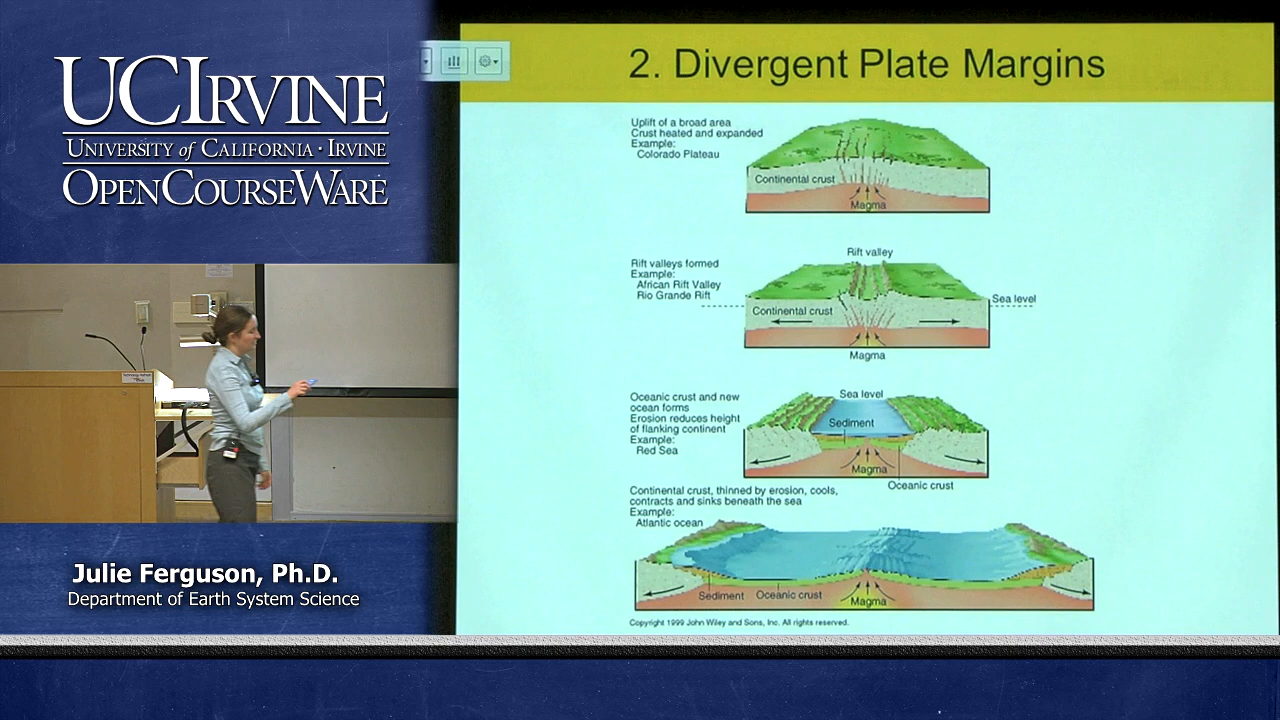 UCIRVINE
UNIVERSITY of CALIFORNIA · IRVINE
OPENCOURSEWARE
Julie Ferguson, Ph.D.
Department of Earth System Science
2. Divergent Plate Margins
Uplift of a broad area
Crust heated and expanded
Example:
Colorado Plateau
Continental crust
Magma
Rift valley
Rift valleys formed
Example:
African Rift Valley
Rio Grande Rift
Sea level
Continental crust
Magma
Oceanic crust and new
ocean forms
Erosion reduces height
of flanking continent
Example:
Red Sea
Sea level
Sediment
Magma
Oceanic crust
Continental crust, thinned by erosion, cools,
contracts and sinks beneath the sea
Example:
Atlantic ocean
Sediment
Oceanic crust
Magma
Copyright 1999 John Wiley and Sons, Inc. All rights reserved.